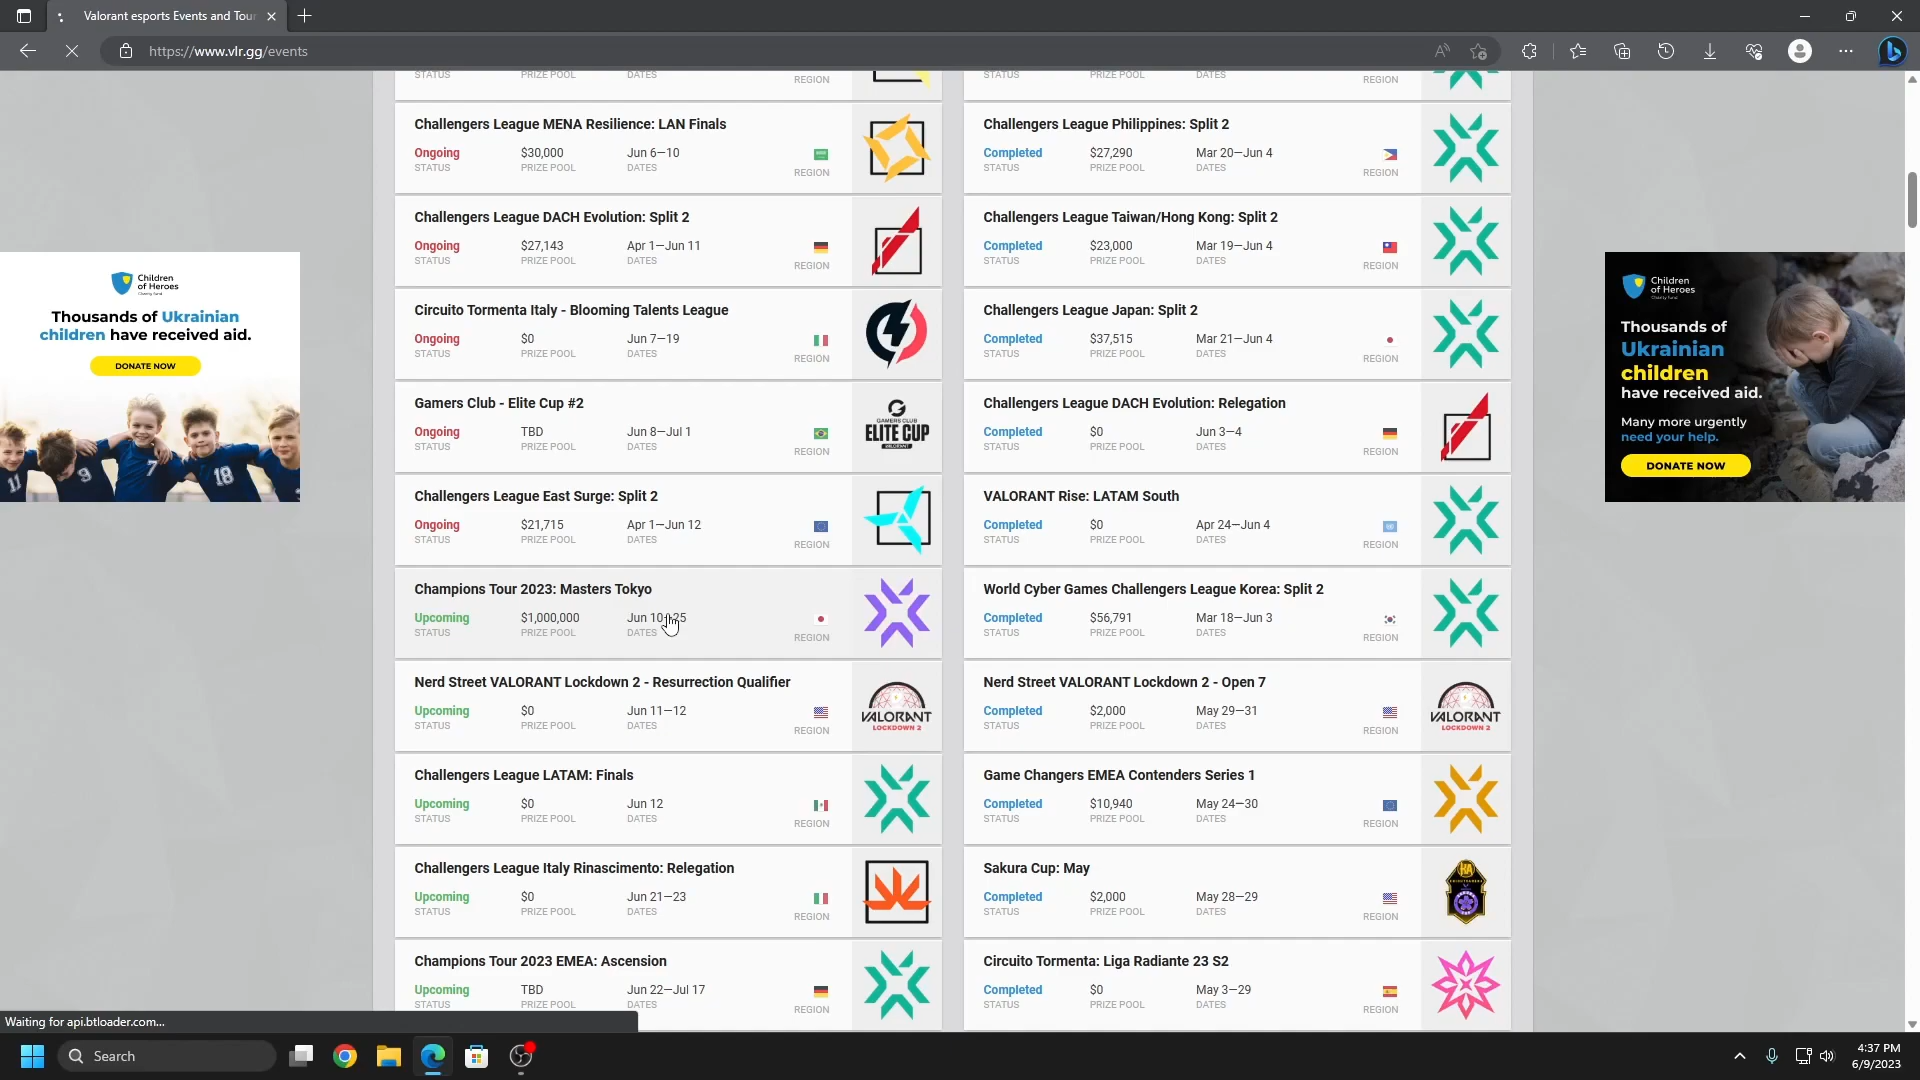 Valorant esports Events and Tour
https://www.vlr.gg/events
STATUS PRIZE POOL DATES REGION
STATUS PRIZE POOL DATES REGION
Challengers League MENA Resilience: LAN Finals
Ongoing $30,000 Jun 6—10
STATUS PRIZE POOL DATES REGION
Challengers League Philippines: Split 2
Completed $27,290 Mar 20—Jun 4
STATUS PRIZE POOL DATES REGION
Challengers League DACH Evolution: Split 2
Ongoing $27,143 Apr 1—Jun 11
STATUS PRIZE POOL DATES REGION
Challengers League Taiwan/Hong Kong: Split 2
Completed $23,000 Mar 19—Jun 4
STATUS PRIZE POOL DATES REGION
Circuito Tormenta Italy - Blooming Talents League
Ongoing $0 Jun 7—19
STATUS PRIZE POOL DATES REGION
Challengers League Japan: Split 2
Completed $37,515 Mar 21—Jun 4
STATUS PRIZE POOL DATES REGION
Gamers Club - Elite Cup #2
Ongoing TBD Jun 8—Jul 1
STATUS PRIZE POOL DATES REGION
GAMERS CLUB
ELITE CUP
VALORANT
Challengers League DACH Evolution: Relegation
Completed $0 Jun 3—4
STATUS PRIZE POOL DATES REGION
Challengers League East Surge: Split 2
Ongoing $21,715 Apr 1—Jun 12
STATUS PRIZE POOL DATES REGION
VALORANT Rise: LATAM South
Completed $0 Apr 24—Jun 4
STATUS PRIZE POOL DATES REGION
Champions Tour 2023: Masters Tokyo
Upcoming $1,000,000 Jun 10—25
STATUS PRIZE POOL DATES REGION
World Cyber Games Challengers League Korea: Split 2
Completed $56,791 Mar 18—Jun 3
STATUS PRIZE POOL DATES REGION
Nerd Street VALORANT Lockdown 2 - Resurrection Qualifier
Upcoming $0 Jun 11—12
STATUS PRIZE POOL DATES REGION
VALORANT
LOCKDOWN 2
Nerd Street VALORANT Lockdown 2 - Open 7
Completed $2,000 May 29—31
STATUS PRIZE POOL DATES REGION
VALORANT
LOCKDOWN 2
Challengers League LATAM: Finals
Upcoming $0 Jun 12
STATUS PRIZE POOL DATES REGION
Game Changers EMEA Contenders Series 1
Completed $10,940 May 24—30
STATUS PRIZE POOL DATES REGION
Challengers League Italy Rinascimento: Relegation
Upcoming $0 Jun 21—23
STATUS PRIZE POOL DATES REGION
Sakura Cup: May
Completed $2,000 May 28—29
STATUS PRIZE POOL DATES REGION
Champions Tour 2023 EMEA: Ascension
Upcoming TBD Jun 22—Jul 17
STATUS PRIZE POOL DATES REGION
Circuito Tormenta: Liga Radiante 23 S2
Completed $0 May 3—29
STATUS PRIZE POOL DATES REGION
Children
of Heroes
Charity fund
Thousands of Ukrainian
children have received aid.
DONATE NOW
11 9 7 18
Children
of Heroes
Charity fund
Thousands of
Ukrainian
children
have received aid.
Many more urgently
need your help.
DONATE NOW
Waiting for api.btloader.com...
Search
4:37 PM
6/9/2023